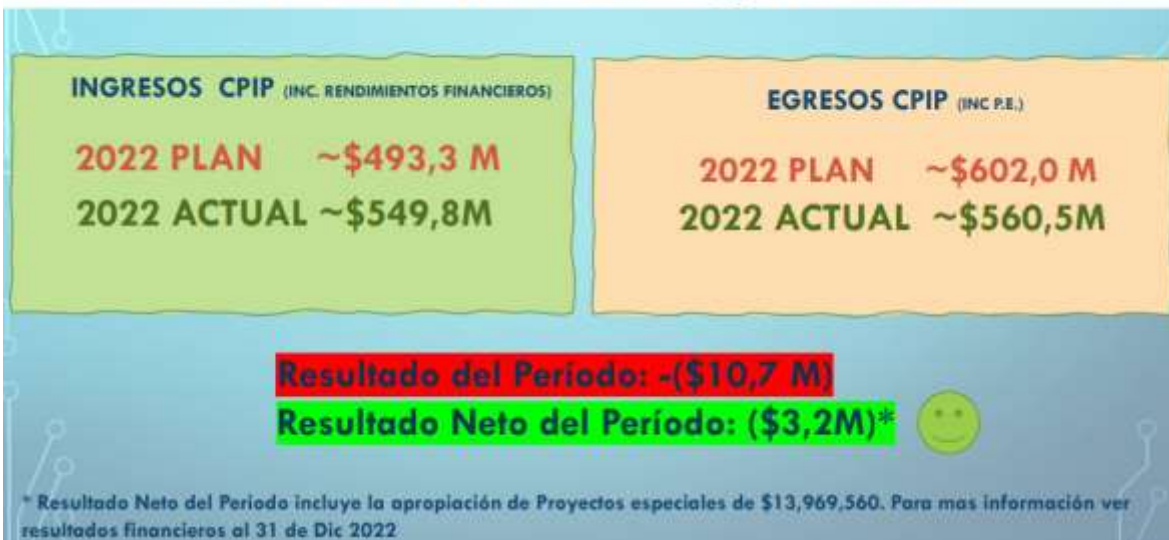 INGRESOS CPIP (INC. RENDIMIENTOS FINANCIEROS)
2022 PLAN ~$493,3 M
2022 ACTUAL ~$549,8M
EGRESOS CPIP (INC P.E.)
2022 PLAN ~$602,0 M
2022 ACTUAL ~$560,5M
Resultado del Período: -($10,7 M)
Resultado Neto del Período: ($3,2M)*
* Resultado Neto del Periodo incluye la apropiación de Proyectos especiales de $13,969,560. Para mas información ver
resultados financieros al 31 de Dic 2022